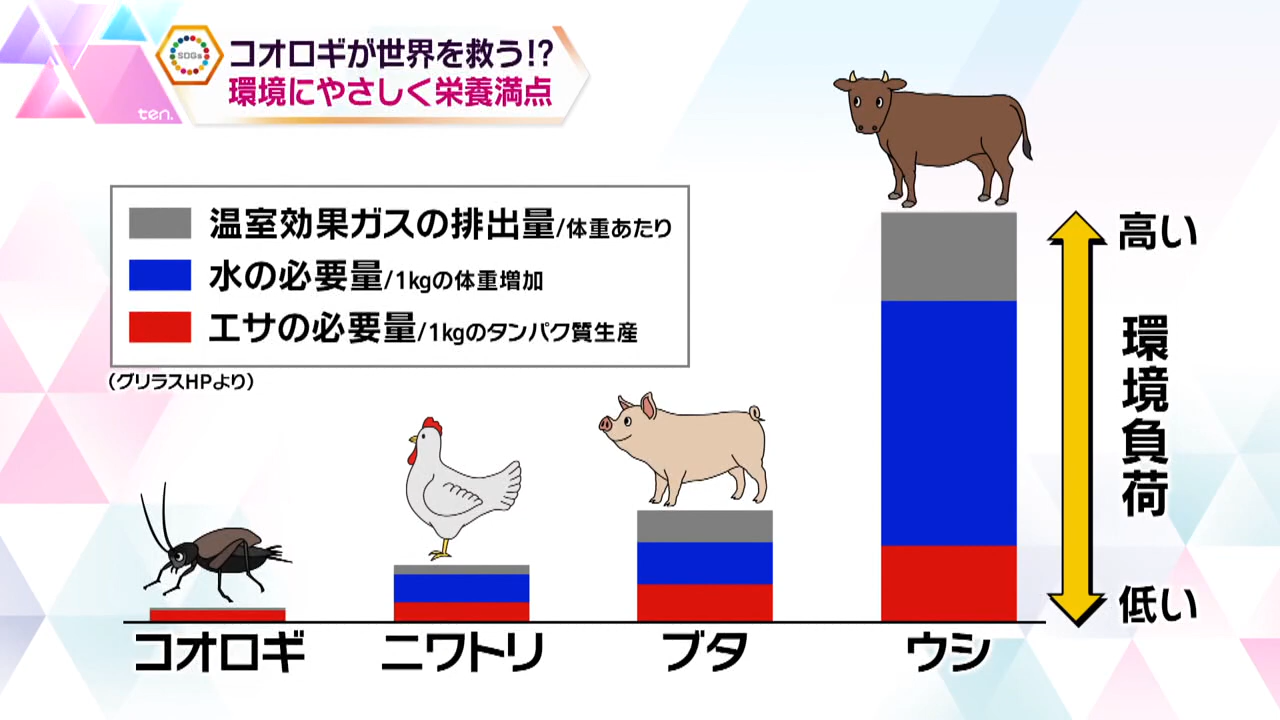 SDGs
コオロギが世界を救う!?
環境にやさしく栄養満点
ten.
温室効果ガスの排出量/体重あたり
水の必要量/1kgの体重増加
エサの必要量/1kgのタンパク質生産
（グリラスHPより）
高い
環境負荷
低い
コオロギ
ニワトリ
ブタ
ウシ